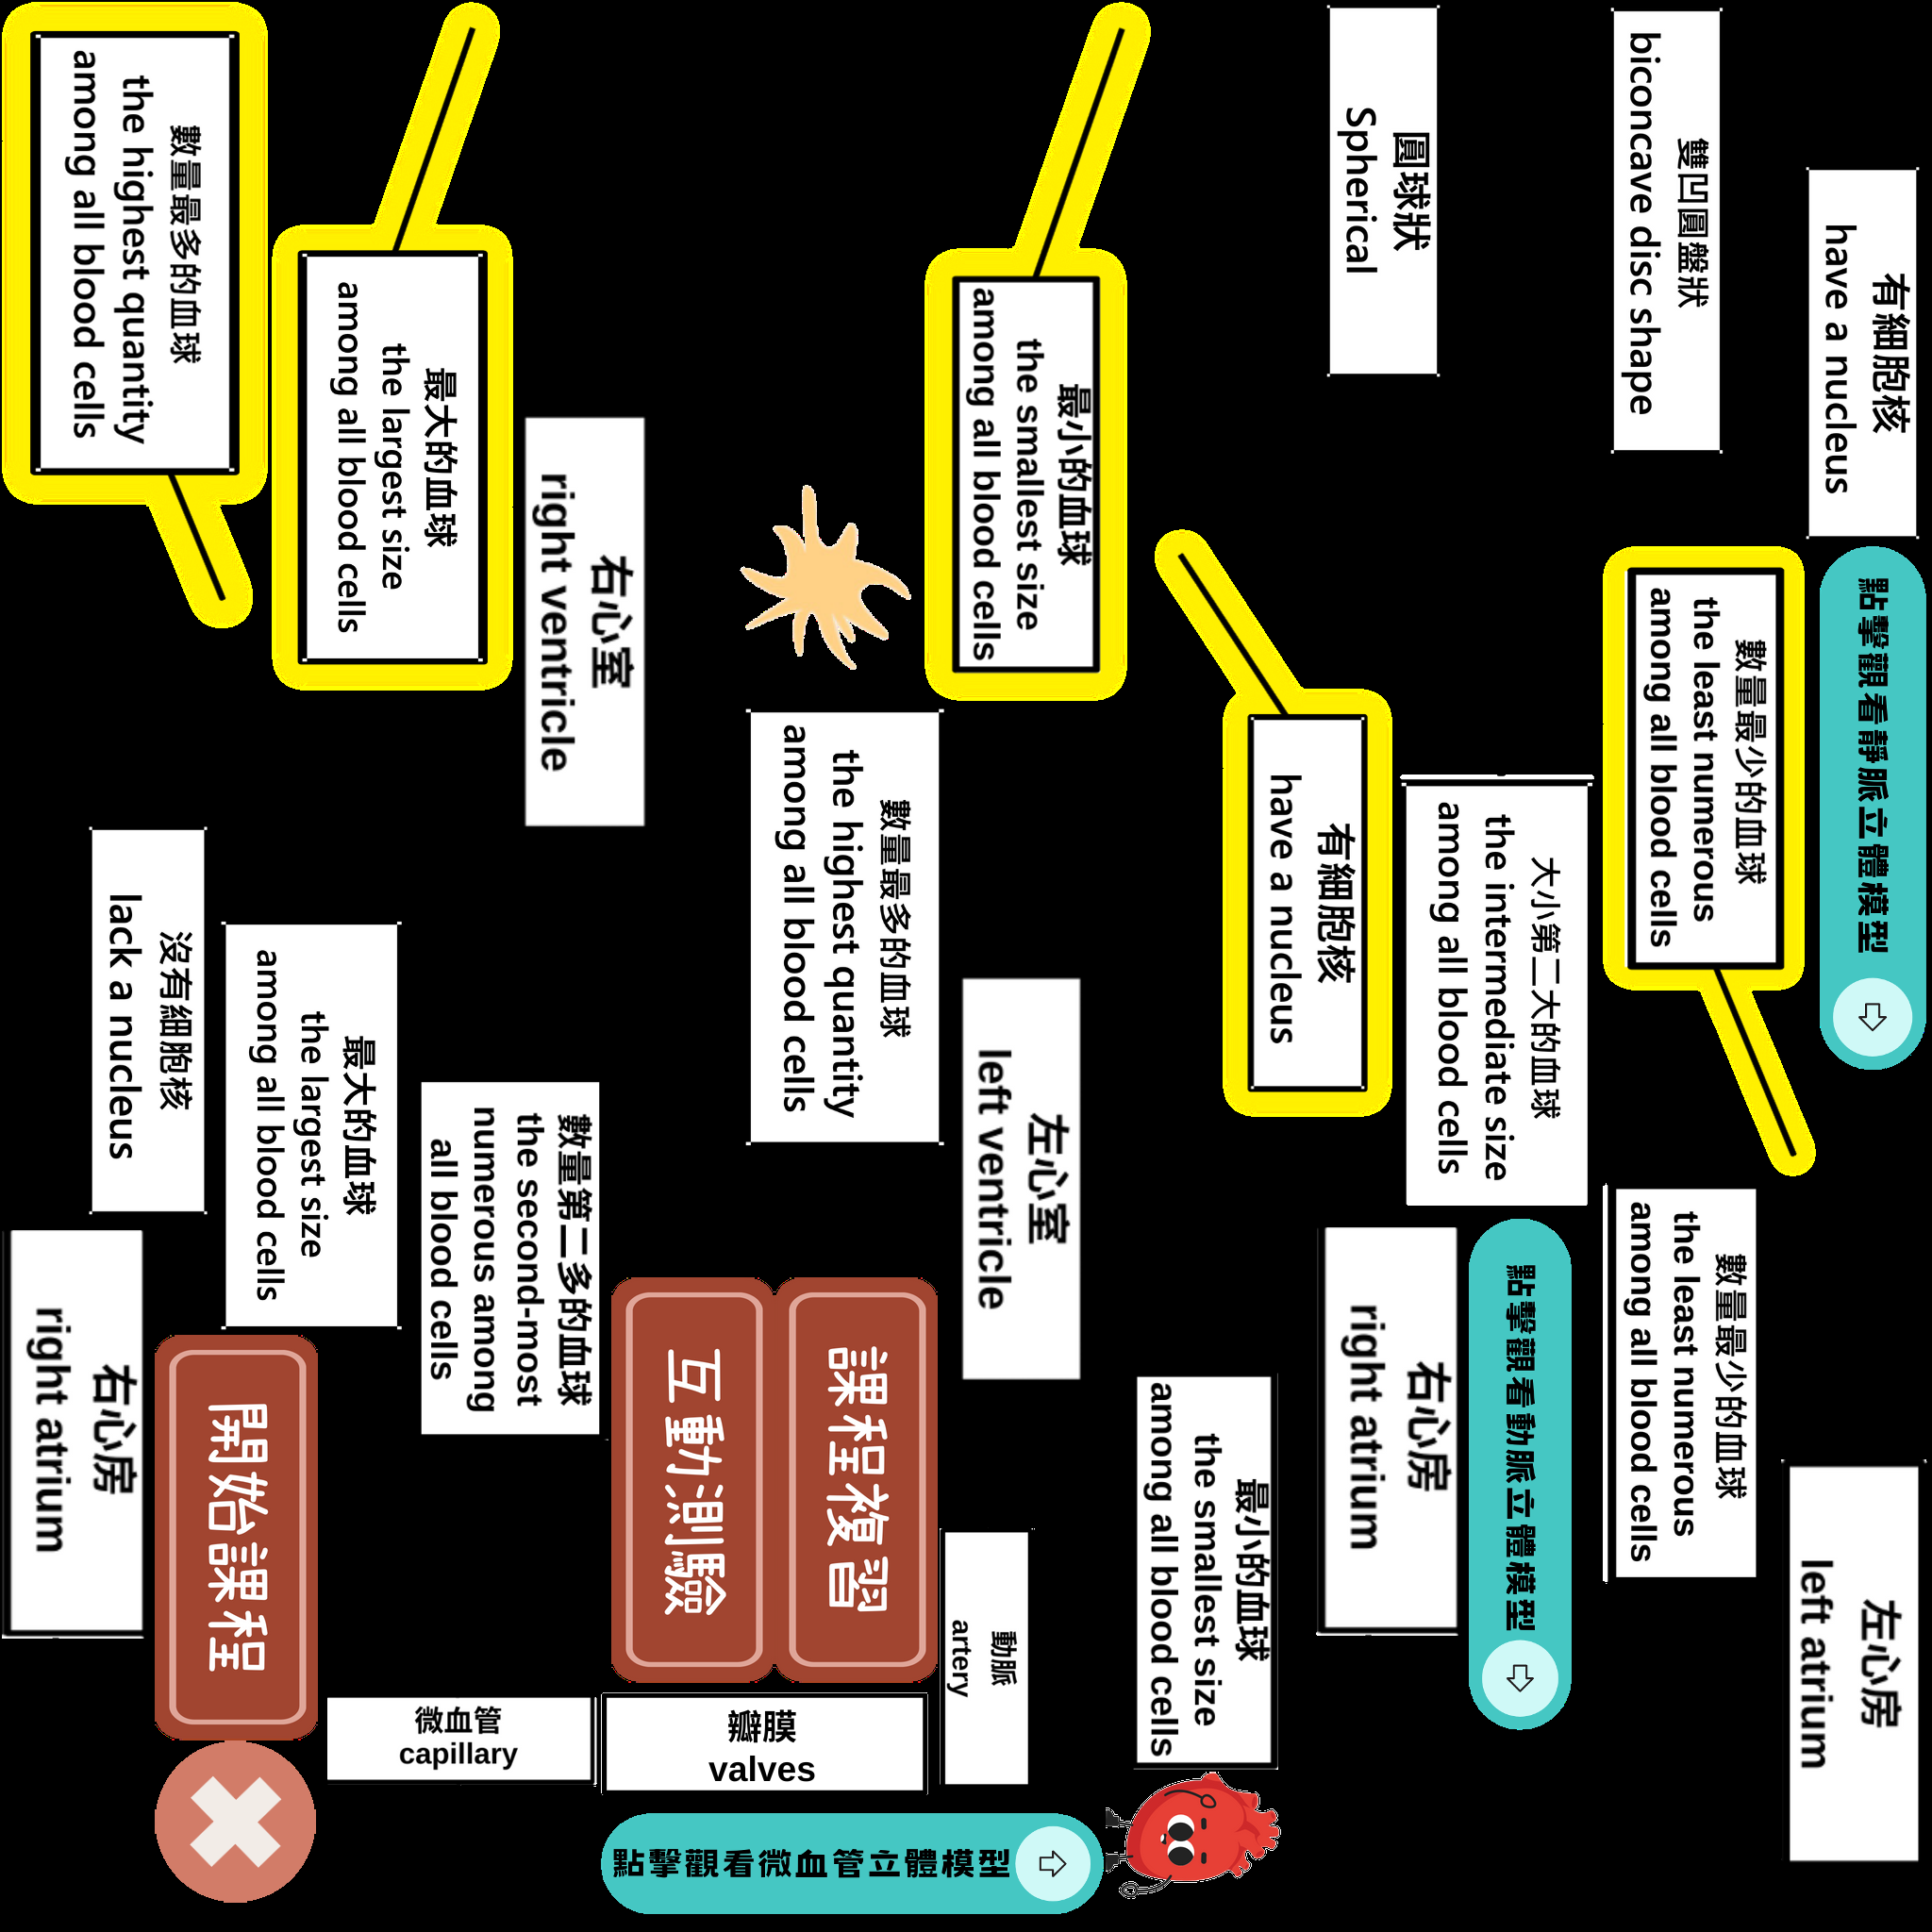 數量最多的血球
the highest quantity
among all blood cells
最大的血球
the largest size
among all blood cells
右心室
right ventricle
最小的血球
the smallest size
among all blood cells
圓球狀
Spherical
雙凹圓盤狀
biconcave disc shape
有細胞核
have a nucleus
點擊觀看靜脈立體模型
數量最少的血球
the least numerous
among all blood cells
有細胞核
have a nucleus
大小第二大的血球
the intermediate size
among all blood cells
數量最多的血球
the highest quantity
among all blood cells
沒有細胞核
lack a nucleus
最大的血球
the largest size
among all blood cells
數量第二多的血球
the second-most
numerous among
all blood cells
左心室
left ventricle
右心房
right atrium
開始課程
互動測驗
課程複習
動脈
artery
最小的血球
the smallest size
among all blood cells
右心房
right atrium
點擊觀看動脈立體模型
數量最少的血球
the least numerous
among all blood cells
左心房
left atrium
微血管
capillary
瓣膜
valves
點擊觀看微血管立體模型